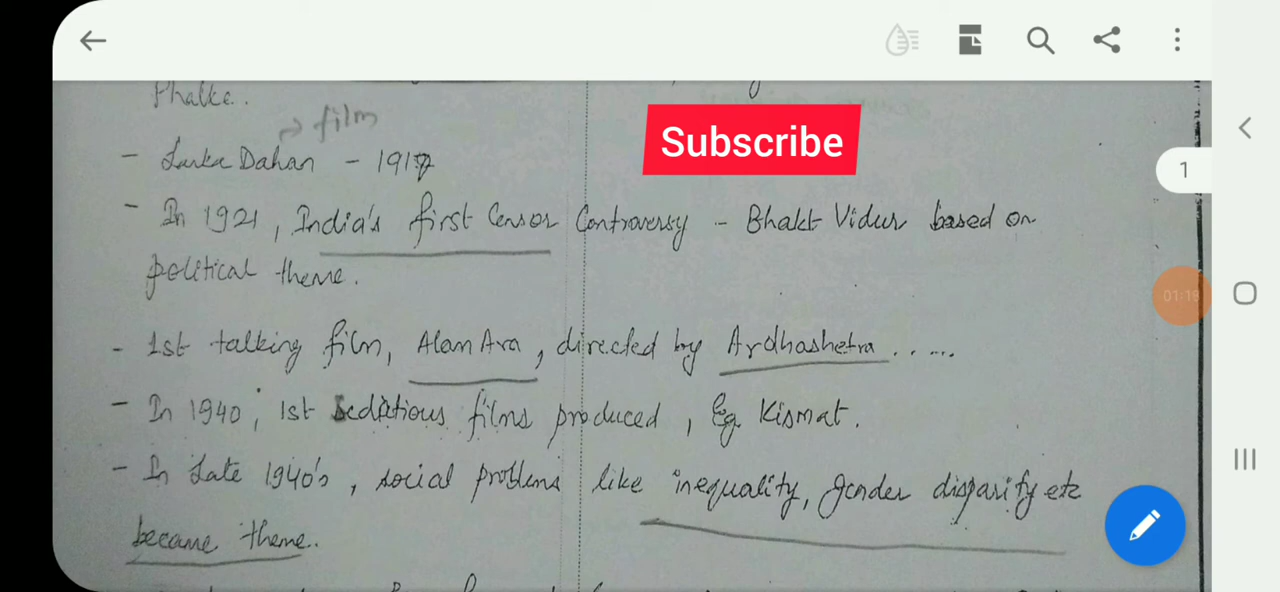 Phalke.
→ film
- Lanka Dahan - 1917
Subscribe
1
- In 1921, India's first Censor Controversy - Bhakt Vidur based on
political theme.
01:19
- 1st talking film, Alam Ara, directed by Ardhashetra . . . . .
- In 1940, 1st Seditious films produced, Eg Kismat.
- In Late 1940's, social problems like inequality, gender disparity etc
became theme.